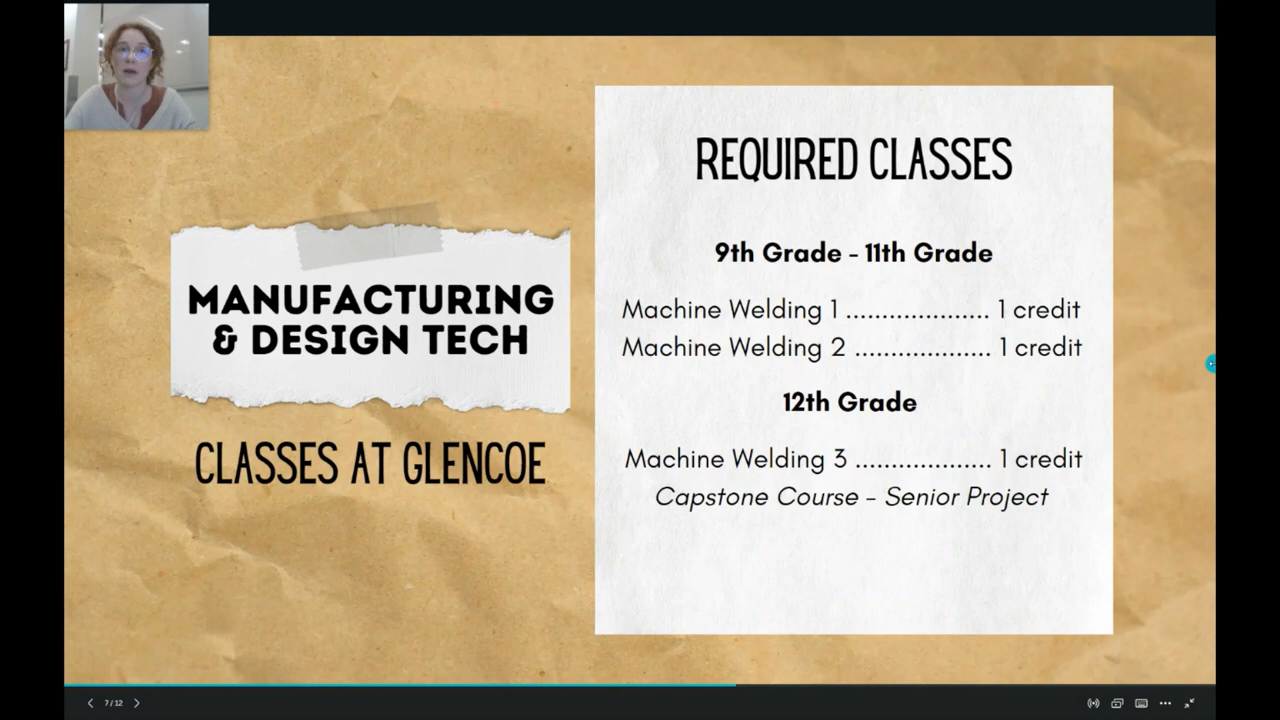 MANUFACTURING
& DESIGN TECH
CLASSES AT GLENCOE
REQUIRED CLASSES
9th Grade - 11th Grade
Machine Welding 1 ..................... 1 credit
Machine Welding 2 .................... 1 credit
12th Grade
Machine Welding 3 .................... 1 credit
Capstone Course - Senior Project
7 / 12